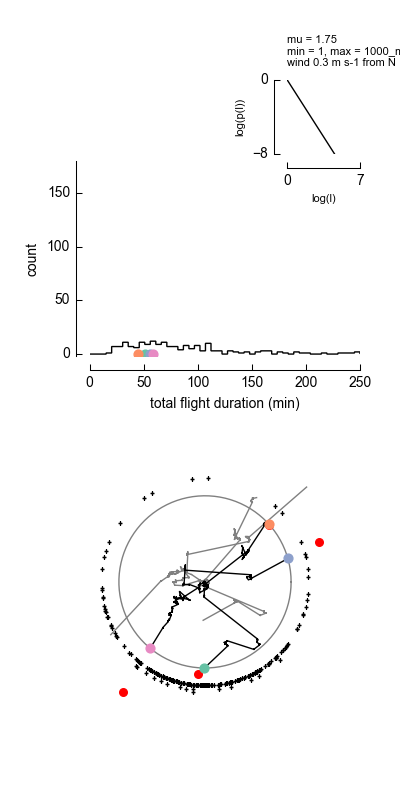 mu = 1.75
min = 1, max = 1000_m
wind 0.3 m s-1 from N
0
log(p(l))
−8
0 7
log(l)
150
100
count
50
0
0 50 100 150 200 250
total flight duration (min)